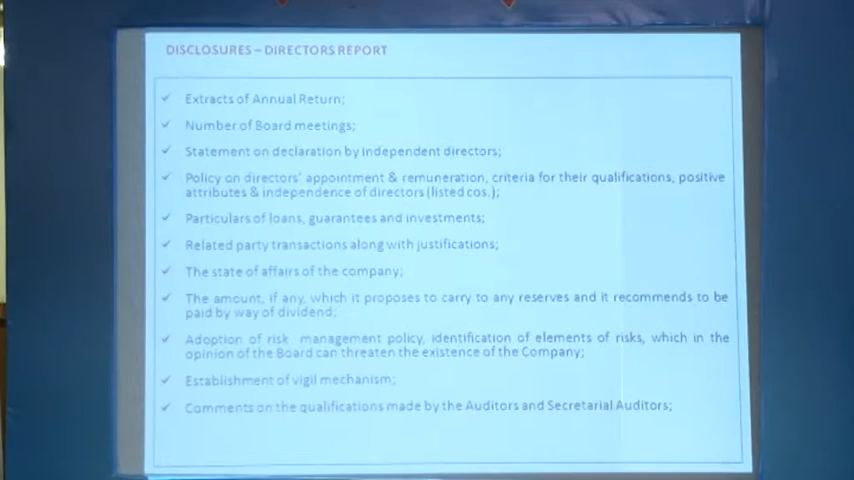 DISCLOSURES – DIRECTORS REPORT
✓ Extracts of Annual Return;
✓ Number of Board meetings;
✓ Statement on declaration by independent directors;
✓ Policy on directors' appointment & remuneration, criteria for their qualifications, positive
attributes & independence of directors (listed cos.);
✓ Particulars of loans, guarantees and investments;
✓ Related party transactions along with justifications;
✓ The state of affairs of the company;
✓ The amount, if any, which it proposes to carry to any reserves and it recommends to be
paid by way of dividend;
✓ Adoption of risk management policy, identification of elements of risks, which in the
opinion of the Board can threaten the existence of the Company;
✓ Establishment of vigil mechanism;
✓ Comments on the qualifications made by the Auditors and Secretarial Auditors;